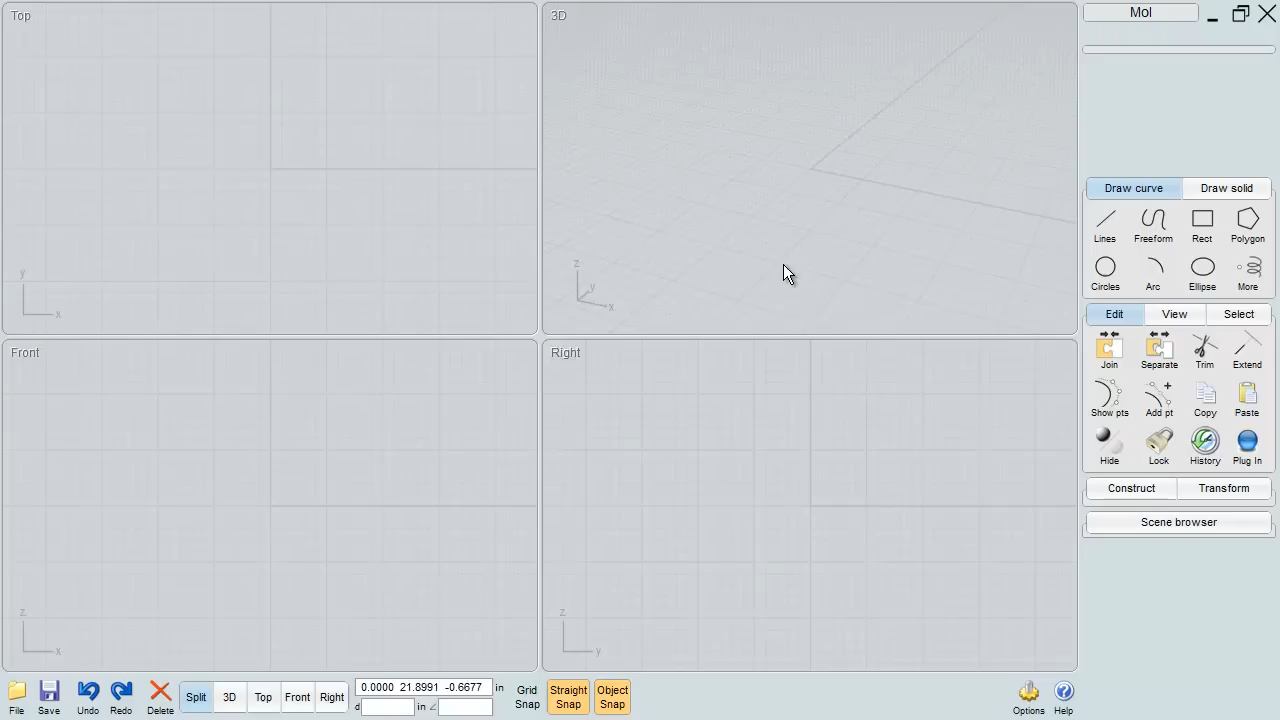 Top
3D
MoI
Draw curve Draw solid
Lines Freeform Rect Polygon
Circles Arc Ellipse More
z
y
x
y
x
Edit View Select
Join Separate Trim Extend
Front
Right
Show pts Add pt Copy Paste
Hide Lock History Plug In
Construct Transform
Scene browser
z
x
z
y
File Save Undo Redo Delete
Split 3D Top Front Right
0.0000 21.8991 -0.6677 in
d in ∠
Grid Snap
Straight Snap
Object Snap
Options Help